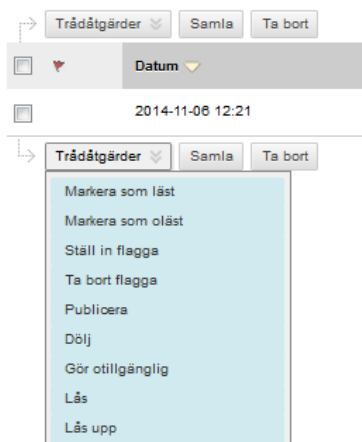 Trådåtgärder Samla Ta bort
Datum
2014-11-06 12:21
Trådåtgärder Samla Ta bort
Markera som läst
Markera som oläst
Ställ in flagga
Ta bort flagga
Publicera
Dölj
Gör otillgänglig
Lås
Lås upp